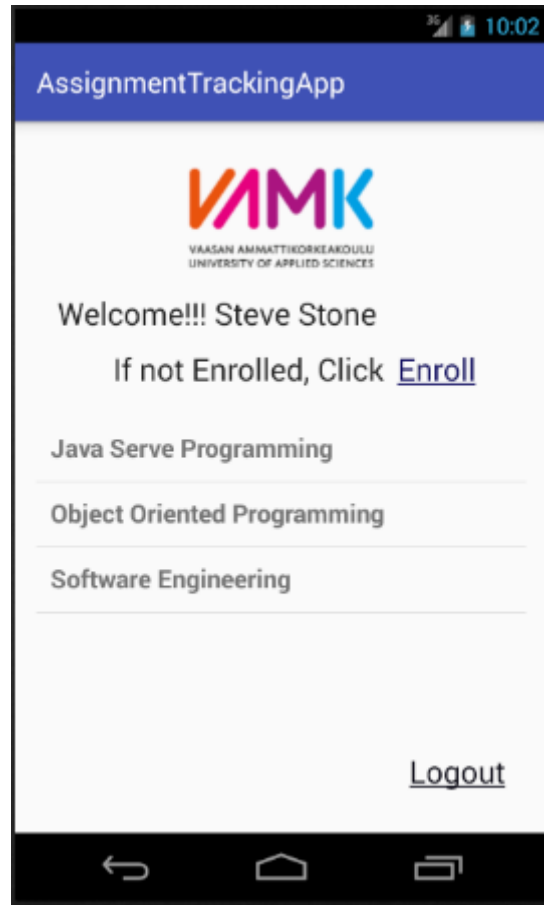 3G 10:02
AssignmentTrackingApp
VAMK
VAASAN AMMATTIKORKEAKOULU
UNIVERSITY OF APPLIED SCIENCES
Welcome!!! Steve Stone
If not Enrolled, Click Enroll
Java Serve Programming
Object Oriented Programming
Software Engineering
Logout